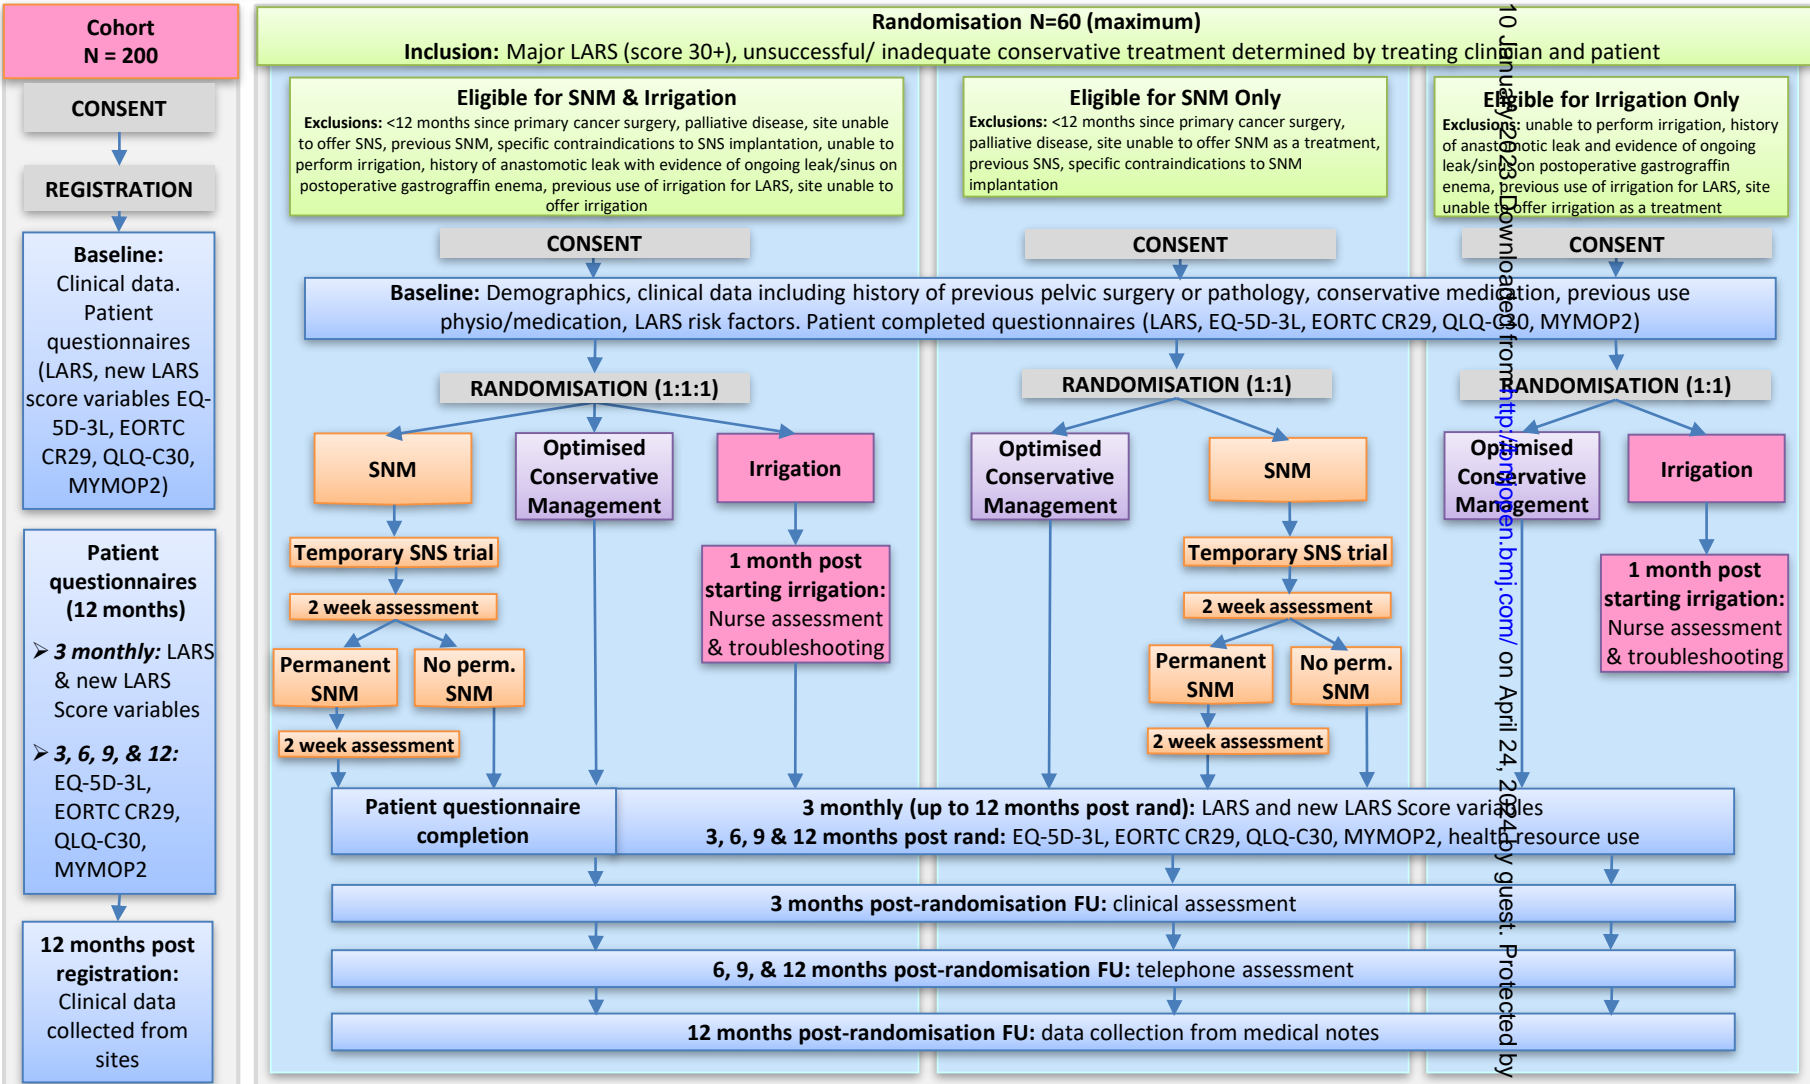 Cohort
N = 200
CONSENT
REGISTRATION
Baseline:
Clinical data.
Patient
questionnaires
(LARS, new LARS
score variables EQ-
5D-3L, EORTC
CR29, QLQ-C30,
MYMOP2)
Patient
questionnaires
(12 months)
➢ 3 monthly: LARS
& new LARS
Score variables
➢ 3, 6, 9, & 12:
EQ-5D-3L,
EORTC CR29,
QLQ-C30,
MYMOP2
12 months post
registration:
Clinical data
collected from
sites
Randomisation N=60 (maximum)
Inclusion: Major LARS (score 30+), unsuccessful/ inadequate conservative treatment determined by treating clinician and patient
Eligible for SNM & Irrigation
Exclusions: <12 months since primary cancer surgery, palliative disease, site unable
to offer SNS, previous SNM, specific contraindications to SNS implantation, unable to
perform irrigation, history of anastomotic leak with evidence of ongoing leak/sinus on
postoperative gastrograffin enema, previous use of irrigation for LARS, site unable to
offer irrigation
Eligible for SNM Only
Exclusions: <12 months since primary cancer surgery,
palliative disease, site unable to offer SNM as a treatment,
previous SNS, specific contraindications to SNM
implantation
Eligible for Irrigation Only
Exclusions: unable to perform irrigation, history
of anastomotic leak and evidence of ongoing
leak/sinus on postoperative gastrograffin
enema, previous use of irrigation for LARS, site
unable to offer irrigation as a treatment
CONSENT
CONSENT
CONSENT
Baseline: Demographics, clinical data including history of previous pelvic surgery or pathology, conservative medication, previous use
physio/medication, LARS risk factors. Patient completed questionnaires (LARS, EQ-5D-3L, EORTC CR29, QLQ-C30, MYMOP2)
RANDOMISATION (1:1:1)
RANDOMISATION (1:1)
RANDOMISATION (1:1)
SNM
Optimised
Conservative
Management
Irrigation
Temporary SNS trial
2 week assessment
Permanent
SNM
No perm.
SNM
2 week assessment
1 month post
starting irrigation:
Nurse assessment
& troubleshooting
Optimised
Conservative
Management
SNM
Temporary SNS trial
2 week assessment
Permanent
SNM
No perm.
SNM
2 week assessment
Optimised
Conservative
Management
Irrigation
1 month post
starting irrigation:
Nurse assessment
& troubleshooting
Patient questionnaire
completion
3 monthly (up to 12 months post rand): LARS and new LARS Score variables
3, 6, 9 & 12 months post rand: EQ-5D-3L, EORTC CR29, QLQ-C30, MYMOP2, health resource use
3 months post-randomisation FU: clinical assessment
6, 9, & 12 months post-randomisation FU: telephone assessment
12 months post-randomisation FU: data collection from medical notes
10 January 2023. Downloaded from http://bmjopen.bmj.com/ on April 24, 2024 by guest. Protected by